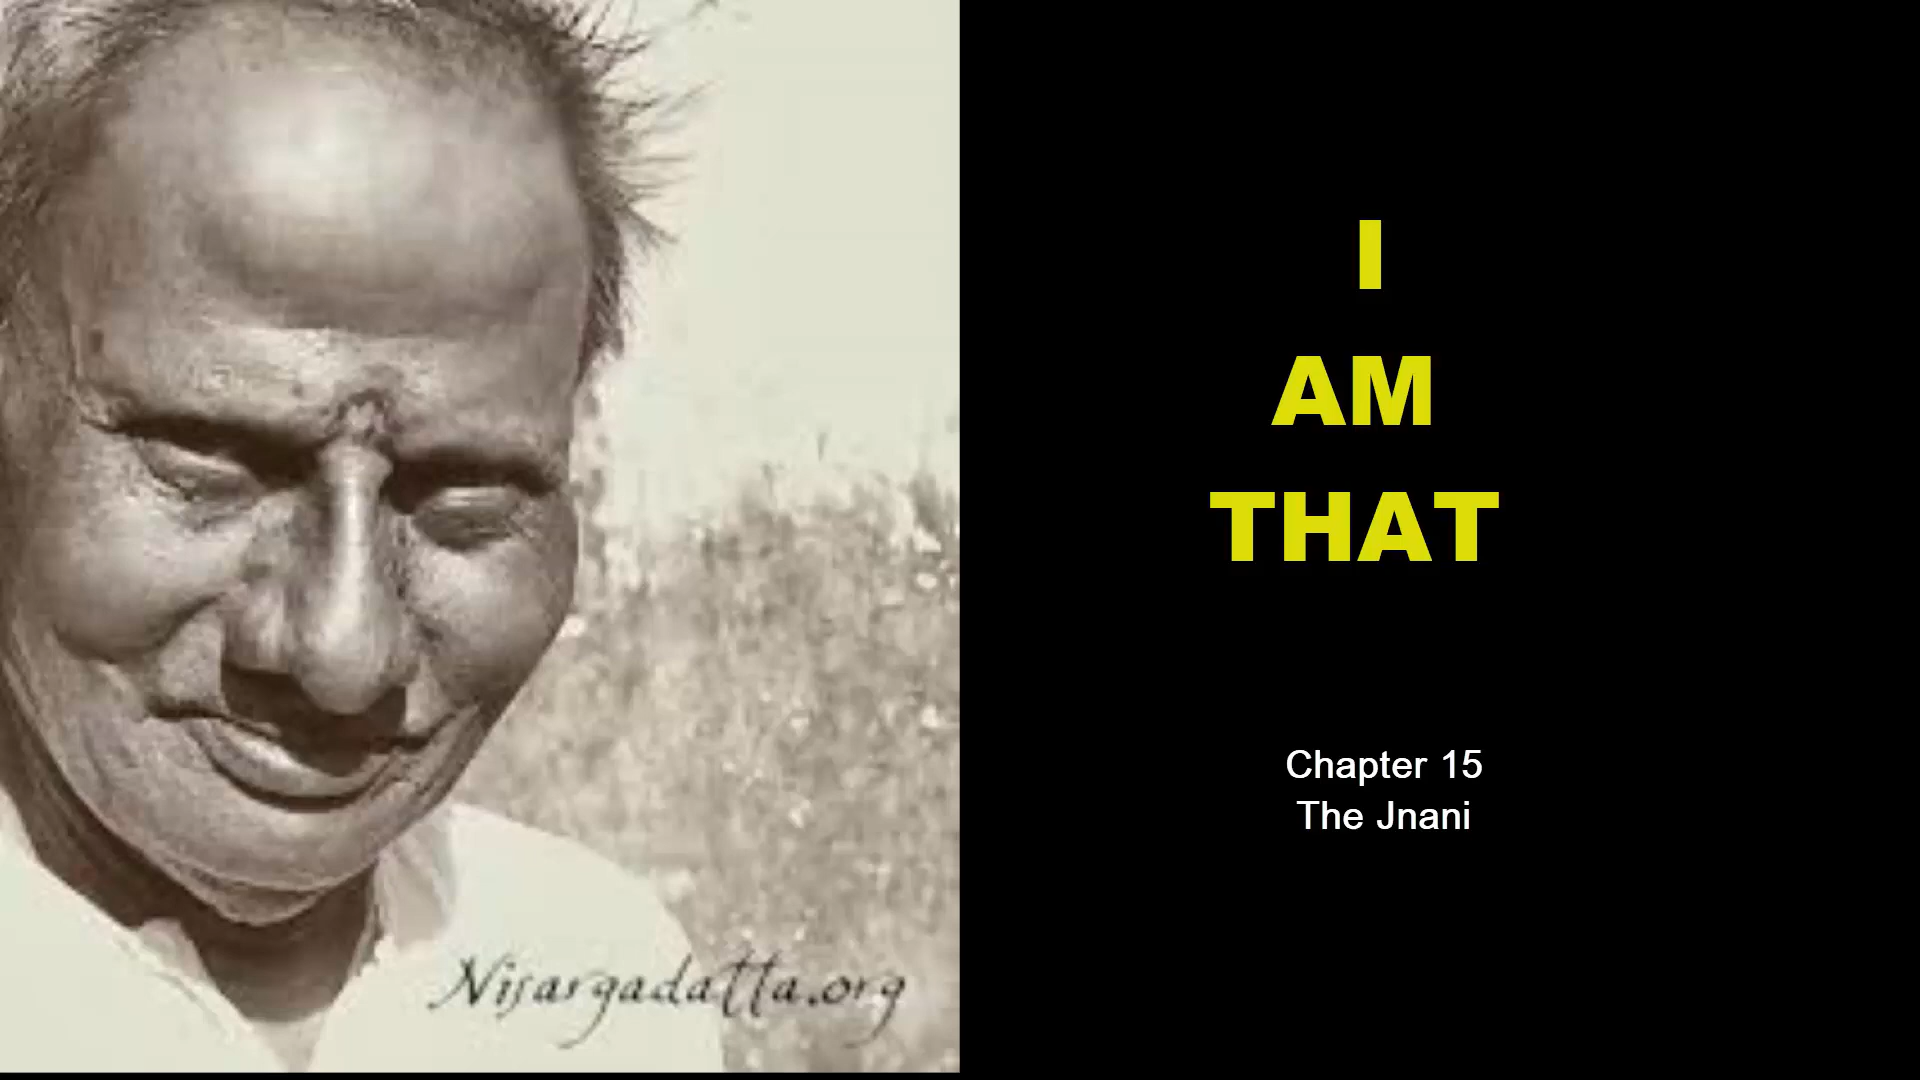 I
AM
THAT
Chapter 15
The Jnani
Nisargadatta.org